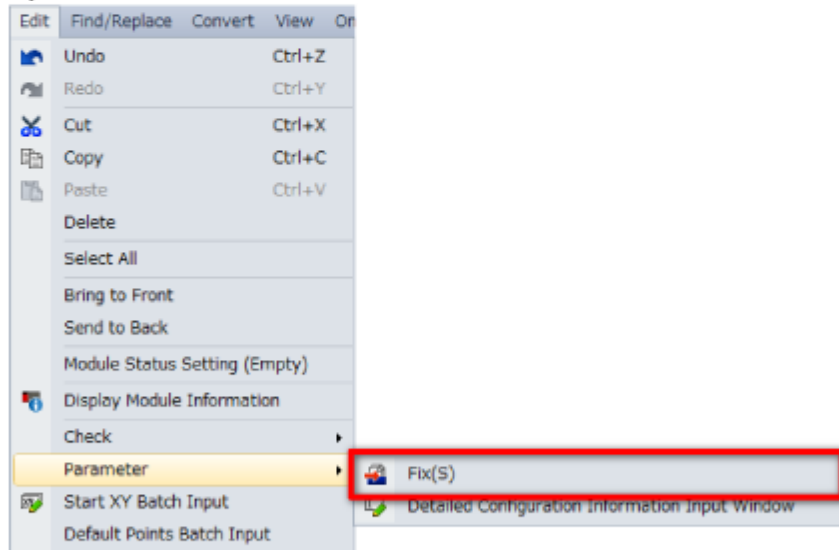 Edit Find/Replace Convert View On
Undo Ctrl+Z
Redo Ctrl+Y
Cut Ctrl+X
Copy Ctrl+C
Paste Ctrl+V
Delete
Select All
Bring to Front
Send to Back
Module Status Setting (Empty)
Display Module Information
Check
Parameter
Fix(S)
Start XY Batch Input
Detailed Configuration Information Input Window
Default Points Batch Input